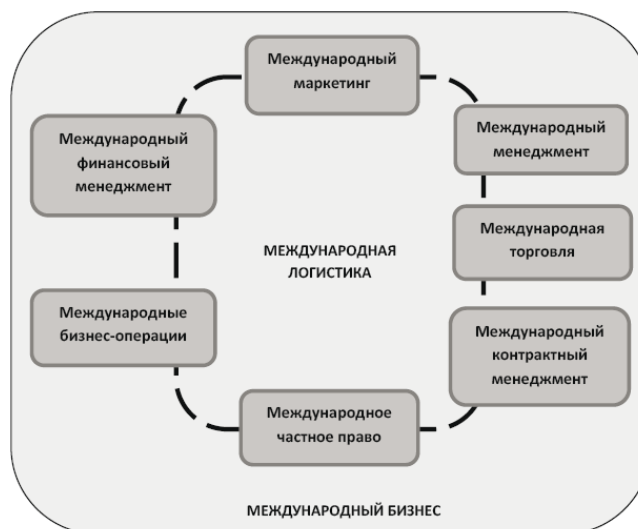 Международный
маркетинг
Международный
финансовый
менеджмент
Международный
менеджмент
Международная
торговля
МЕЖДУНАРОДНАЯ
ЛОГИСТИКА
Международные
бизнес-операции
Международный
контрактный
менеджмент
Международное
частное право
МЕЖДУНАРОДНЫЙ БИЗНЕС